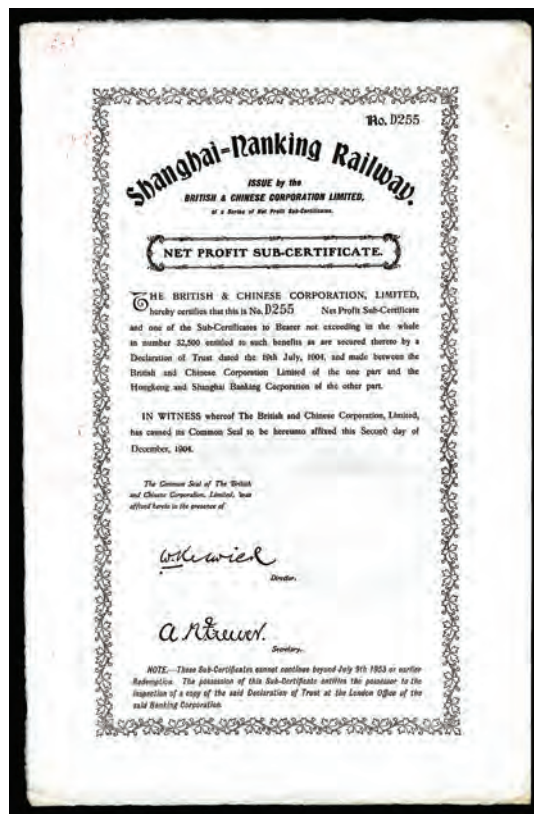 No. D255
Shanghai-Nanking Railway.
ISSUE by the
BRITISH & CHINESE CORPORATION LIMITED,
of a Series of Net Profit Sub-Certificates.
NET PROFIT SUB-CERTIFICATE.
THE BRITISH & CHINESE CORPORATION, LIMITED,
hereby certifies that this is No. D255 Net Profit Sub-Certificate
and one of the Sub-Certificates to Bearer not exceeding in the whole
in number 32,500 entitled to such benefits as are secured thereto by a
Declaration of Trust dated the 19th July, 1904, and made between the
British and Chinese Corporation Limited of the one part and the
Hongkong and Shanghai Banking Corporation of the other part.
IN WITNESS whereof The British and Chinese Corporation, Limited,
has caused its Common Seal to be hereunto affixed this Second day of
December, 1904.
The Common Seal of The British
and Chinese Corporation, Limited, was
affixed hereto in the presence of
W. Keswick
Director.
Secretary.
NOTE.—These Sub-Certificates cannot continue beyond July 9th 1953 or earlier
Redemption. The possession of this Sub-Certificate entitles the possessor to the
inspection of a copy of the said Declaration of Trust at the London Office of the
said Banking Corporation.